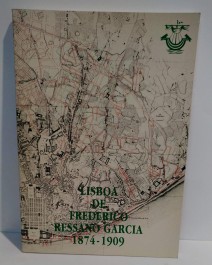 LISBOA
DE
FREDERICO
RESSANO GARCIA
1874-1909